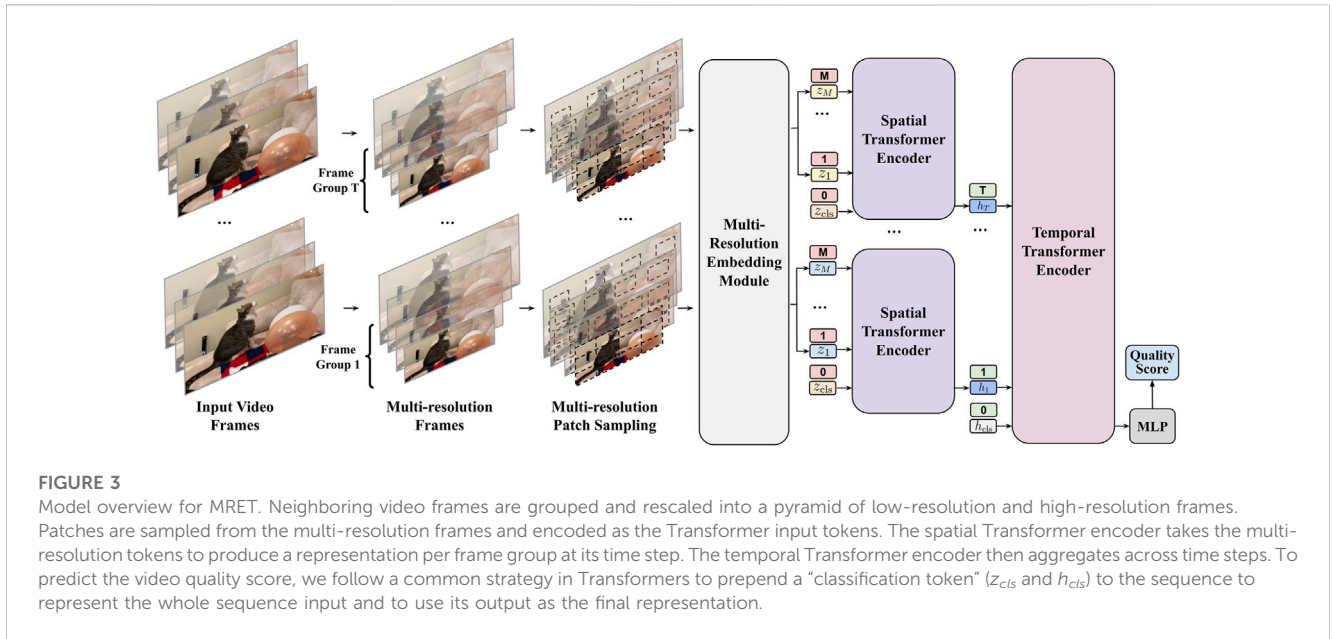 Frame
Group T
...
...
...
Frame
Group 1
Input Video
Frames
Multi-resolution
Frames
Multi-resolution
Patch Sampling
Multi-
Resolution
Embedding
Module
M
z_M
...
1
z_1
0
z_cls
Spatial
Transformer
Encoder
...
M
z_M
...
1
z_1
0
z_cls
Spatial
Transformer
Encoder
T
h_T
...
1
h_1
0
h_cls
Temporal
Transformer
Encoder
Quality
Score
MLP
FIGURE 3
Model overview for MRET. Neighboring video frames are grouped and rescaled into a pyramid of low-resolution and high-resolution frames.
Patches are sampled from the multi-resolution frames and encoded as the Transformer input tokens. The spatial Transformer encoder takes the multi-
resolution tokens to produce a representation per frame group at its time step. The temporal Transformer encoder then aggregates across time steps. To
predict the video quality score, we follow a common strategy in Transformers to prepend a “classification token” (z_cls and h_cls) to the sequence to
represent the whole sequence input and to use its output as the final representation.